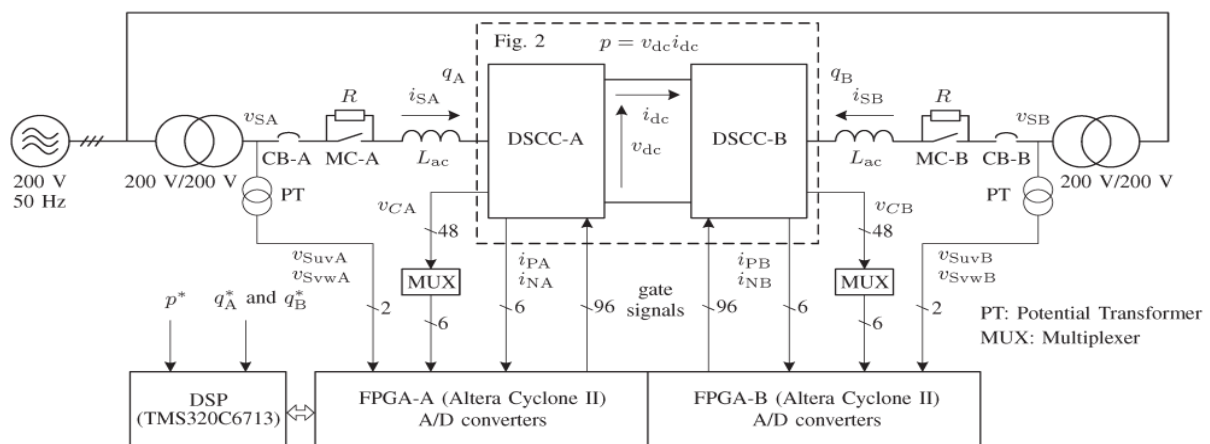 Fig. 2
p = v_dc i_dc
q_A
q_B
i_SA
i_SB
R
R
v_SA
v_SB
DSCC-A
DSCC-B
i_dc
v_dc
CB-A
MC-A
L_ac
L_ac
MC-B
CB-B
200 V
50 Hz
200 V/200 V
200 V/200 V
PT
PT
v_CA
v_CB
48
48
v_SuvA
v_SvwA
MUX
i_PA
i_NA
i_PB
i_NB
MUX
v_SuvB
v_SvwB
p*
q*_A and q*_B
2
6
6
96
gate
signals
96
6
6
2
PT: Potential Transformer
MUX: Multiplexer
DSP
(TMS320C6713)
FPGA-A (Altera Cyclone II)
A/D converters
FPGA-B (Altera Cyclone II)
A/D converters